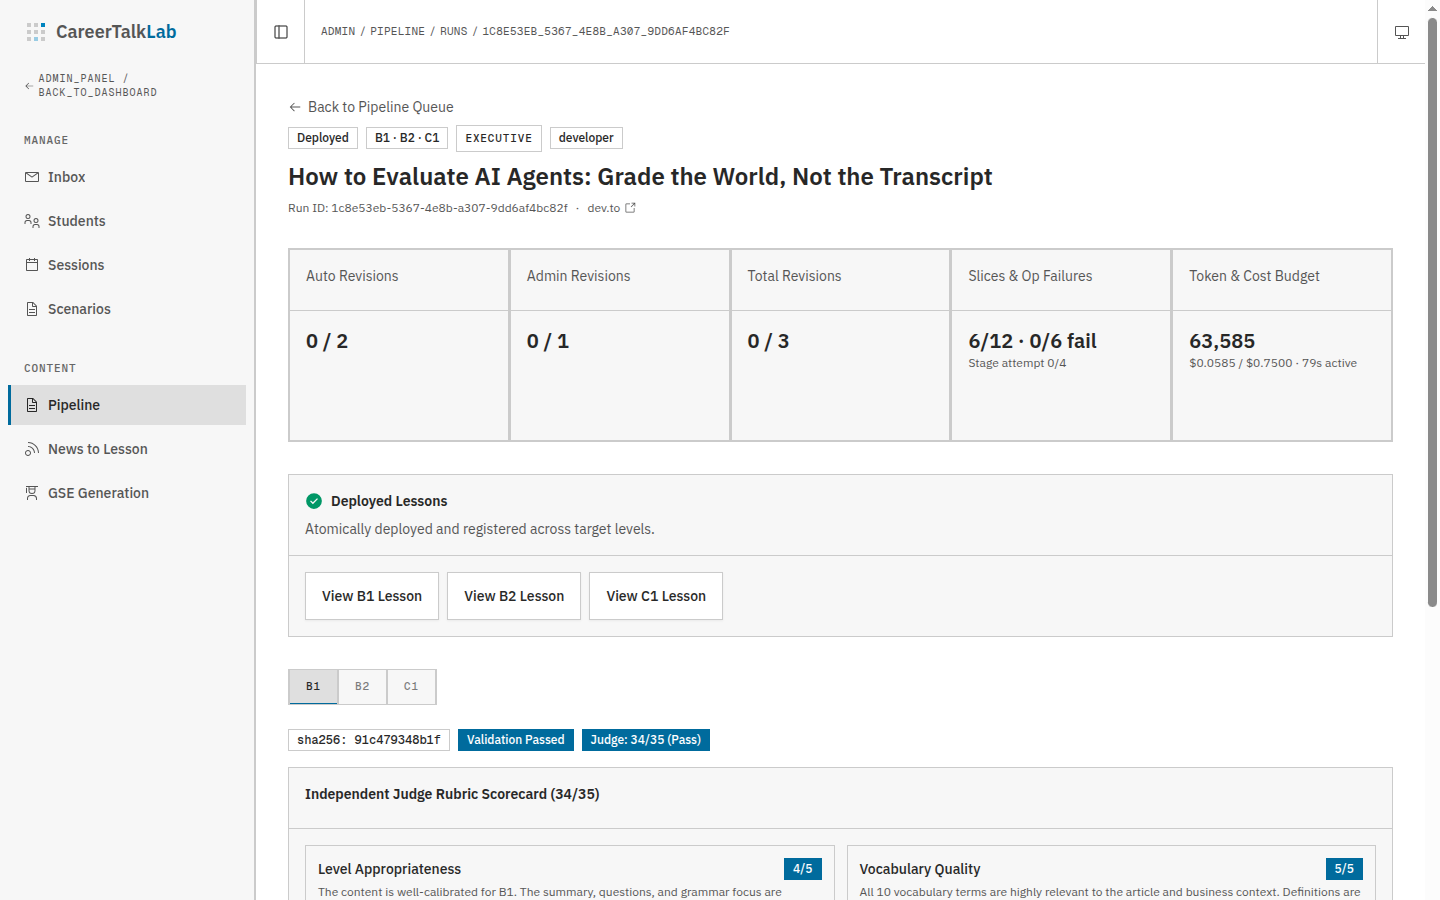 CareerTalkLab
ADMIN_PANEL /
BACK_TO_DASHBOARD
MANAGE
Inbox
Students
Sessions
Scenarios
CONTENT
Pipeline
News to Lesson
GSE Generation
ADMIN / PIPELINE / RUNS / 1C8E53EB_5367_4E8B_A307_9DD6AF4BC82F
Back to Pipeline Queue
Deployed B1 · B2 · C1 EXECUTIVE developer
How to Evaluate AI Agents: Grade the World, Not the Transcript
Run ID: 1c8e53eb-5367-4e8b-a307-9dd6af4bc82f · dev.to
Auto Revisions Admin Revisions Total Revisions Slices & Op Failures Token & Cost Budget
0 / 2 0 / 1 0 / 3 6/12 · 0/6 fail 63,585
Stage attempt 0/4 $0.0585 / $0.7500 · 79s active
Deployed Lessons
Atomically deployed and registered across target levels.
View B1 Lesson View B2 Lesson View C1 Lesson
B1 B2 C1
sha256: 91c479348b1f Validation Passed Judge: 34/35 (Pass)
Independent Judge Rubric Scorecard (34/35)
Level Appropriateness 4/5 Vocabulary Quality 5/5
The content is well-calibrated for B1. The summary, questions, and grammar focus are All 10 vocabulary terms are highly relevant to the article and business context. Definitions are